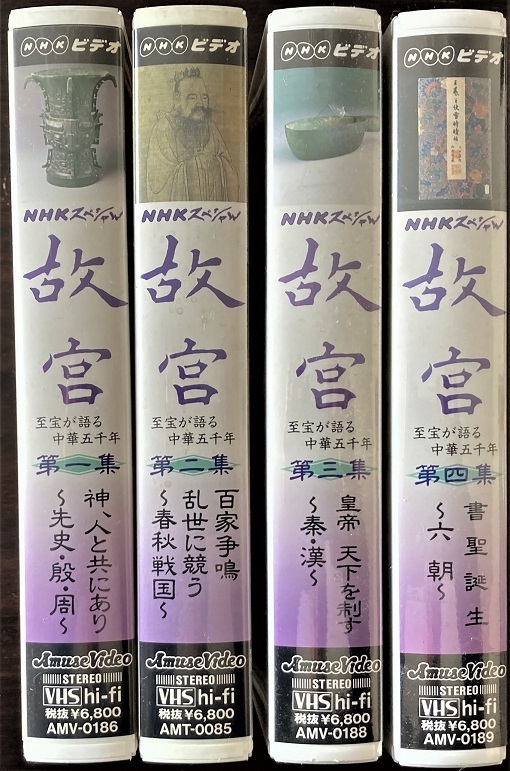 NHKビデオ
NHKスペシャル
故宮
至宝が語る
中華五千年
第一集
神、人と共にあり
～先史・殷・周～
AmuseVideo
STEREO
VHS hi-fi
税抜¥6,800
AMV-0186
NHKビデオ
NHKスペシャル
故宮
至宝が語る
中華五千年
第二集
百家争鳴
乱世に競う
～春秋戦国～
AmuseVideo
STEREO
VHS hi-fi
税抜¥6,800
AMT-0085
NHKビデオ
NHKスペシャル
故宮
至宝が語る
中華五千年
第三集
皇帝 天下を制す
～秦・漢～
AmuseVideo
STEREO
VHS hi-fi
税抜¥6,800
AMV-0188
NHKビデオ
NHKスペシャル
故宮
至宝が語る
中華五千年
第四集
書聖誕生
～六朝～
AmuseVideo
STEREO
VHS hi-fi
税抜¥6,800
AMV-0189